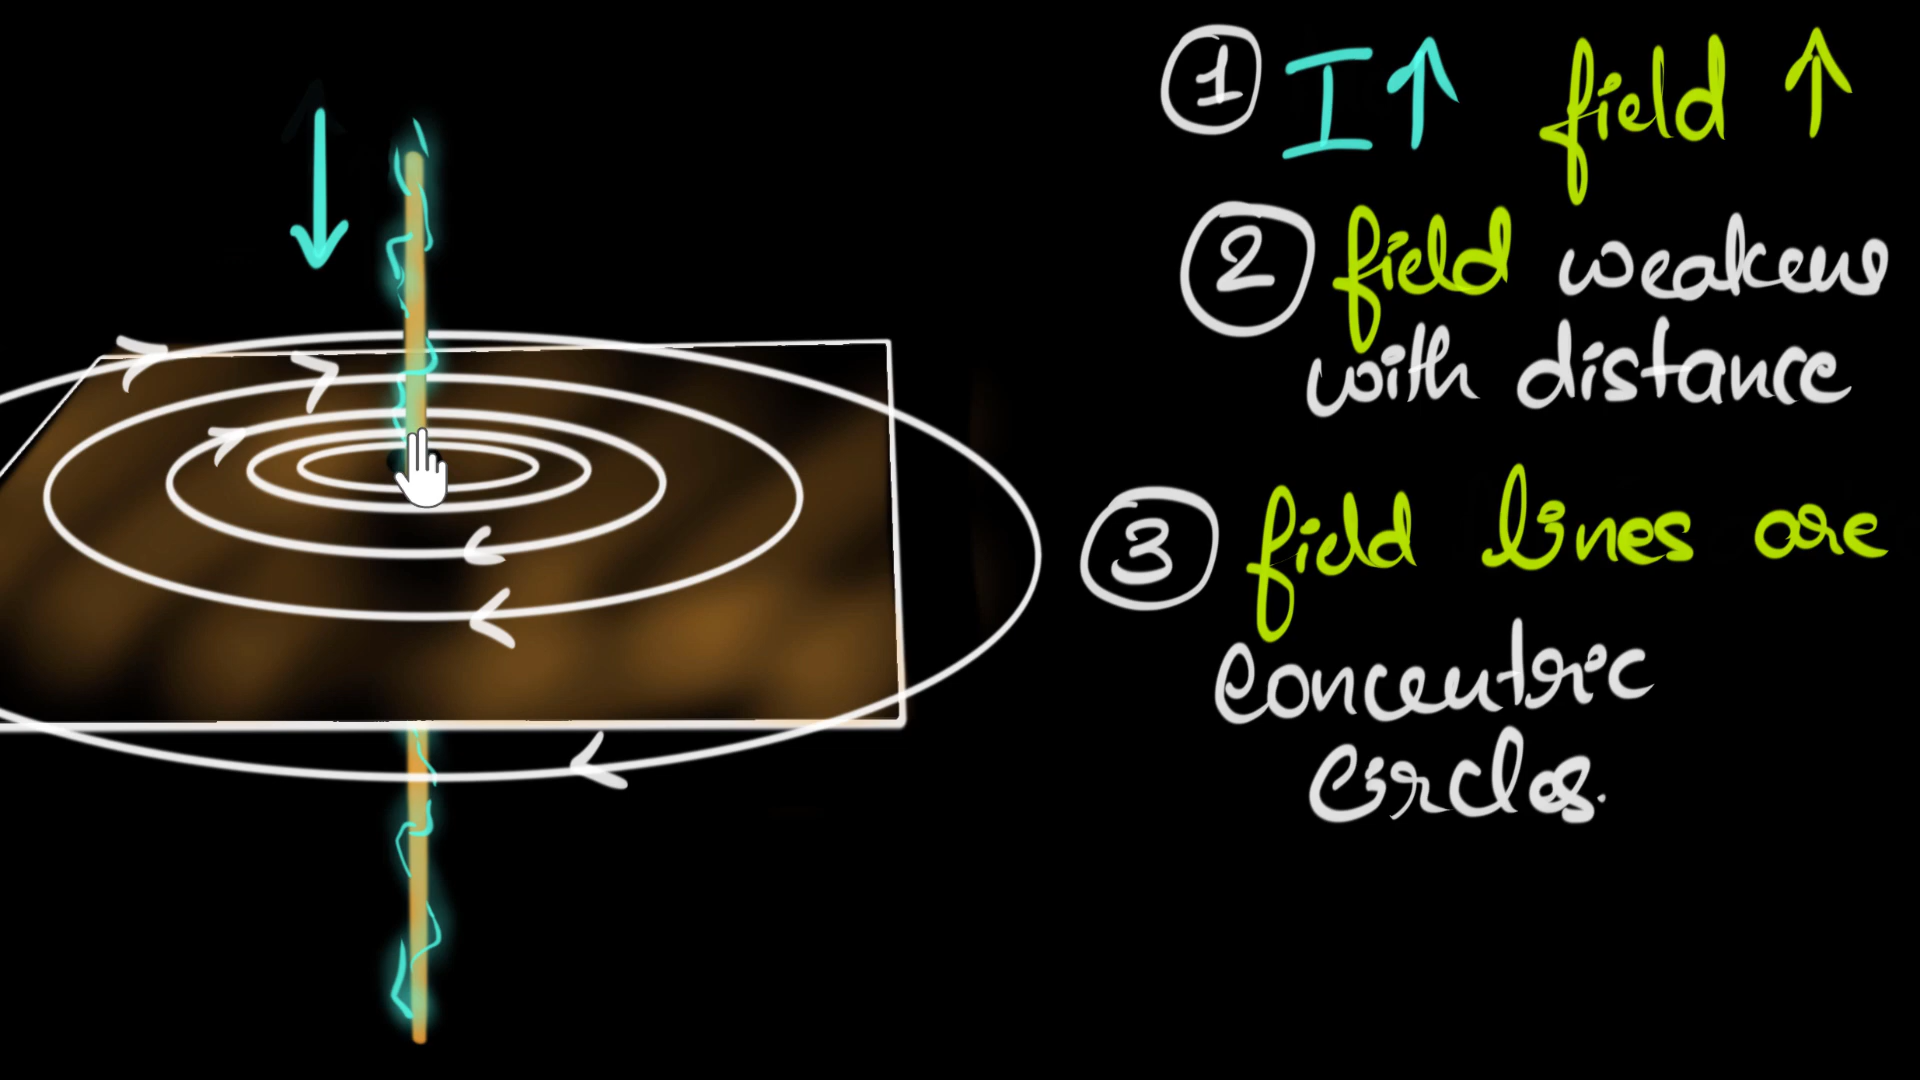 ① I↑ field ↑
② field weakens
with distance
③ field lines are
concentric
circles.